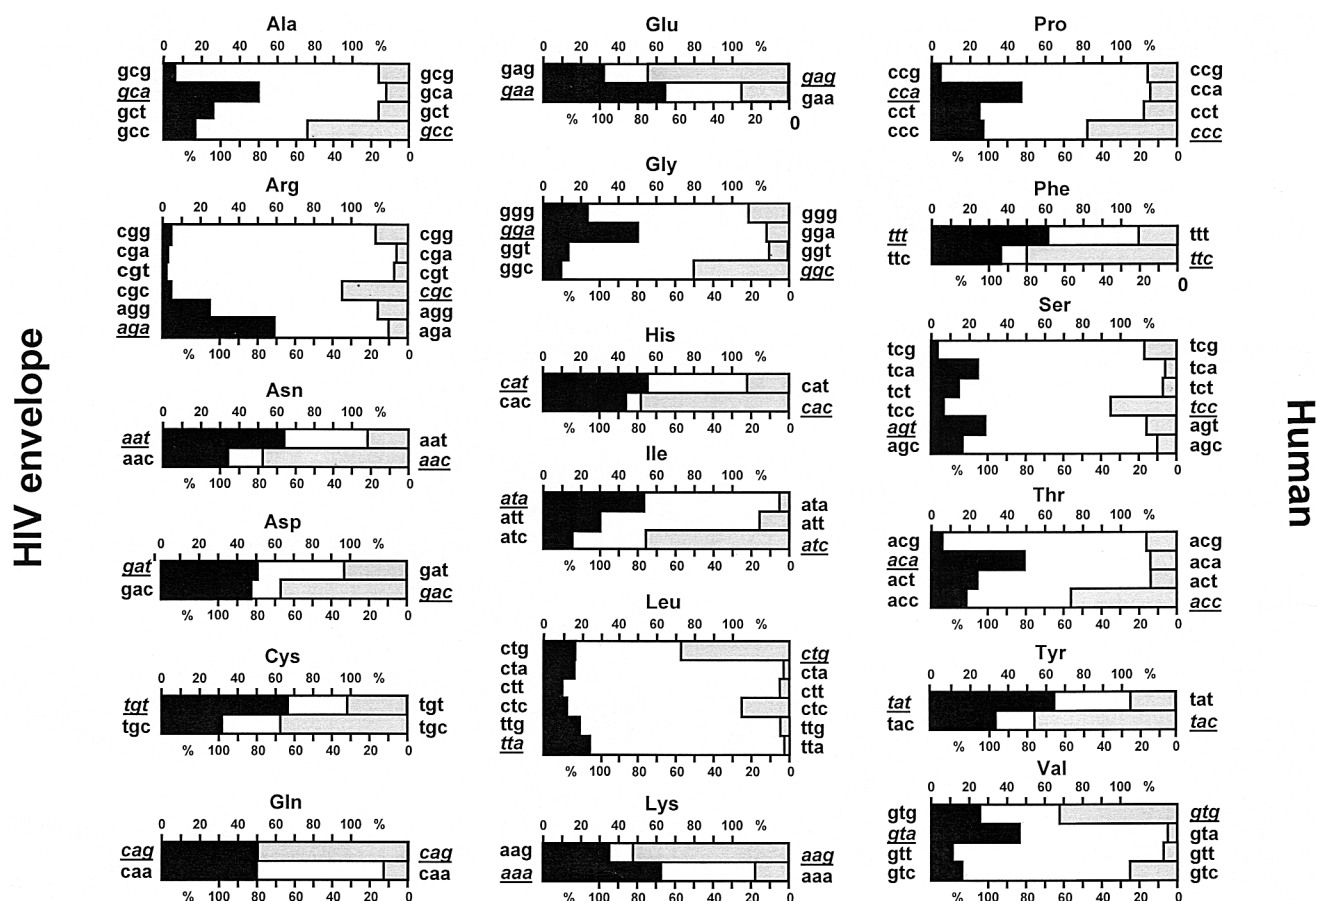 HIV envelope
Ala
0 20 40 60 80 100 %
gcg gcg
gca gca
gct gct
gcc gcc
% 100 80 60 40 20 0
Arg
0 20 40 60 80 100 %
cgg cgg
cga cga
cgt cgt
cgc cgc
agg agg
aga aga
% 100 80 60 40 20 0
Asn
0 20 40 60 80 100 %
aat aat
aac aac
% 100 80 60 40 20 0
Asp
0 20 40 60 80 100 %
gat gat
gac gac
% 100 80 60 40 20 0
Cys
0 20 40 60 80 100 %
tgt tgt
tgc tgc
% 100 80 60 40 20 0
Gln
0 20 40 60 80 100 %
cag cag
caa caa
% 100 80 60 40 20 0
Glu
0 20 40 60 80 100 %
gag gag
gaa gaa
% 100 80 60 40 20 0
Gly
0 20 40 60 80 100 %
ggg ggg
gga gga
ggt ggt
ggc ggc
% 100 80 60 40 20 0
His
0 20 40 60 80 100 %
cat cat
cac cac
% 100 80 60 40 20 0
Ile
0 20 40 60 80 100 %
ata ata
att att
atc atc
% 100 80 60 40 20 0
Leu
0 20 40 60 80 100 %
ctg ctg
cta cta
ctt ctt
ctc ctc
ttg ttg
tta tta
% 100 80 60 40 20 0
Lys
0 20 40 60 80 100 %
aag aag
aaa aaa
% 100 80 60 40 20 0
Pro
0 20 40 60 80 100 %
ccg ccg
cca cca
cct cct
ccc ccc
% 100 80 60 40 20 0
Phe
0 20 40 60 80 100 %
ttt ttt
ttc ttc
% 100 80 60 40 20 0
Ser
0 20 40 60 80 100 %
tcg tcg
tca tca
tct tct
tcc tcc
agt agt
agc agc
% 100 80 60 40 20 0
Thr
0 20 40 60 80 100 %
acg acg
aca aca
act act
acc acc
% 100 80 60 40 20 0
Tyr
0 20 40 60 80 100 %
tat tat
tac tac
% 100 80 60 40 20 0
Val
0 20 40 60 80 100 %
gtg gtg
gta gta
gtt gtt
gtc gtc
% 100 80 60 40 20 0
Human